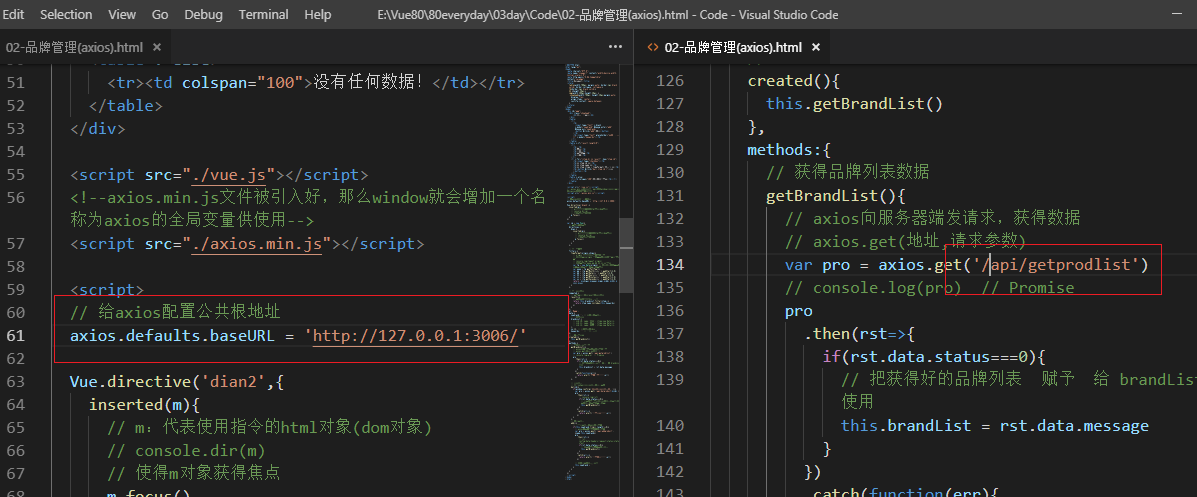 Edit Selection View Go Debug Terminal Help E:\Vue80\80everyday\03day\Code\02-品牌管理(axios).html - Code - Visual Studio Code
02-品牌管理(axios).html ×
51 <tr><td colspan="100">没有任何数据! </td></tr>
52 </table>
53 </div>
54
55 <script src="./vue.js"></script>
56 <!--axios.min.js文件被引入好，那么window就会增加一个名
称为axios的全局变量供使用-->
57 <script src="./axios.min.js"></script>
58
59 <script>
60 // 给axios配置公共根地址
61 axios.defaults.baseURL = 'http://127.0.0.1:3006/'
62
63 Vue.directive('dian2',{
64 inserted(m){
65 // m: 代表使用指令的html对象(dom对象)
66 // console.dir(m)
67 // 使得m对象获得焦点
68 m.focus()
<> 02-品牌管理(axios).html ×
126 created(){
127 this.getBrandList()
128 },
129 methods:{
130 // 获得品牌列表数据
131 getBrandList(){
132 // axios向服务器端发请求，获得数据
133 // axios.get(地址,请求参数)
134 var pro = axios.get('/api/getprodlist')
135 // console.log(pro) // Promise
136 pro
137 .then(rst=>{
138 if(rst.data.status===0){
139 // 把获得好的品牌列表 赋予 给 brandList
使用
140 this.brandList = rst.data.message
141 }
142 })
143 .catch(function(err){